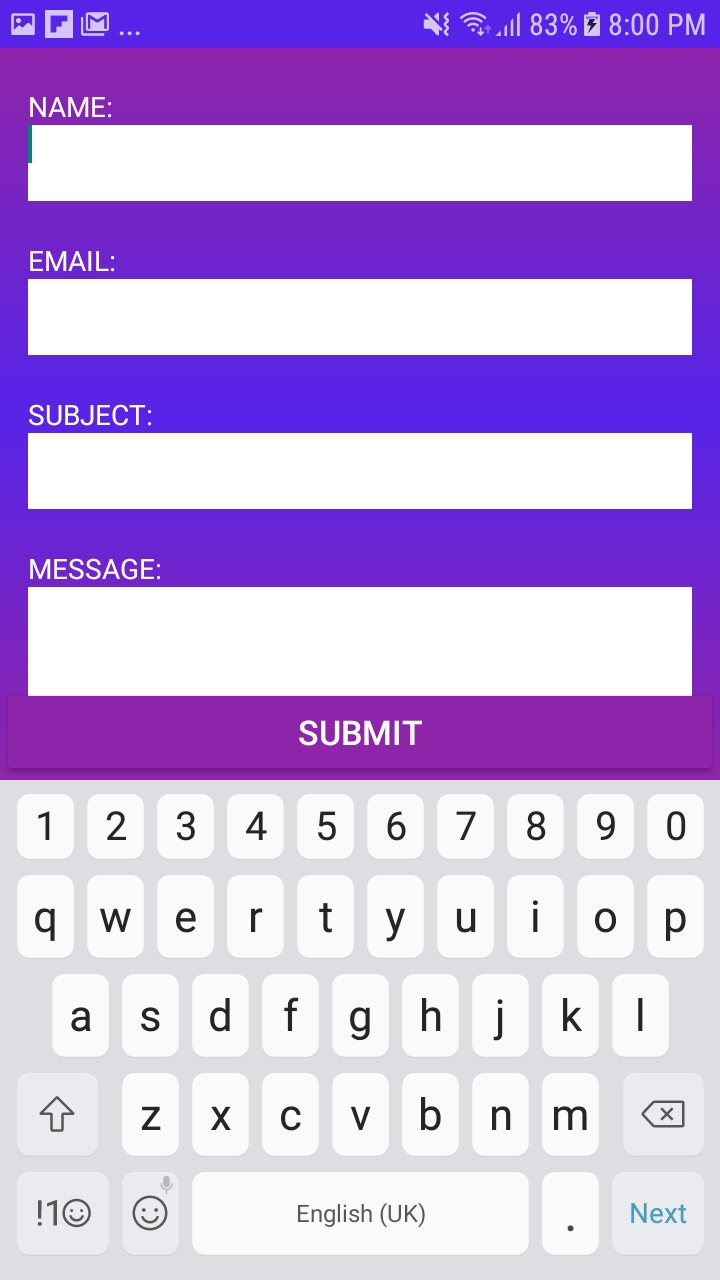 ... 83% 8:00 PM
NAME:
EMAIL:
SUBJECT:
MESSAGE:
SUBMIT
1 2 3 4 5 6 7 8 9 0
q w e r t y u i o p
a s d f g h j k l
z x c v b n m
!1☺ English (UK) . Next